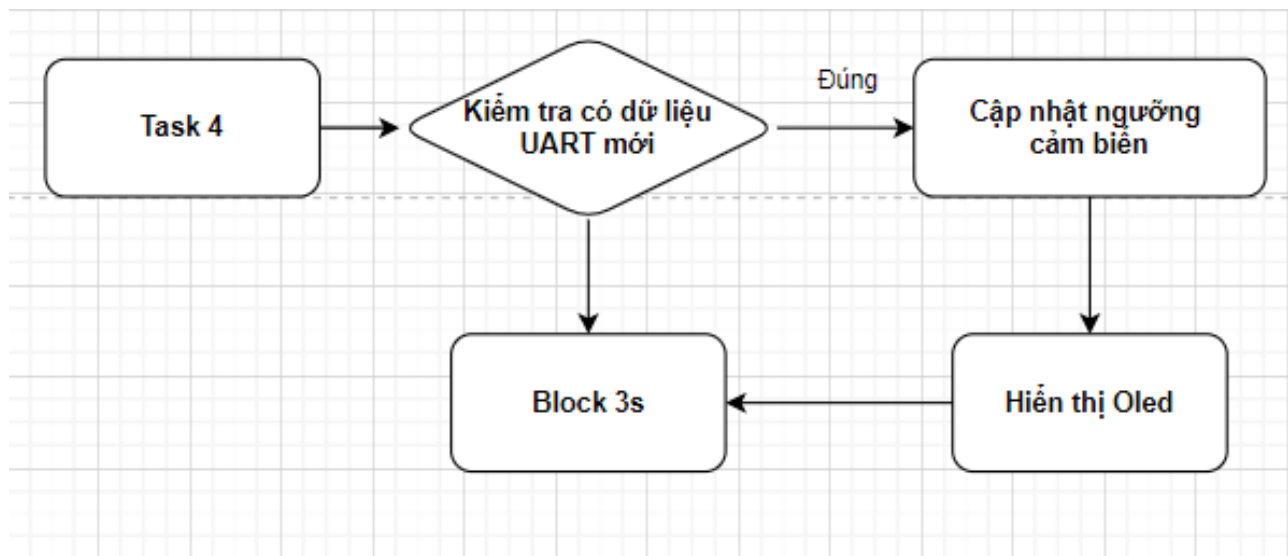 Task 4
Kiểm tra có dữ liệu
UART mới
Đúng
Cập nhật ngưỡng
cảm biến
Block 3s
Hiển thị Oled